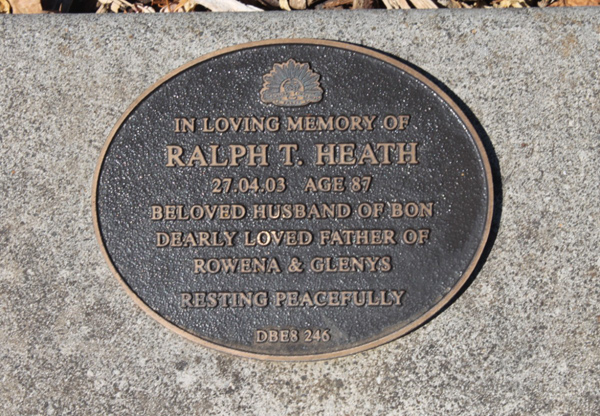 IN LOVING MEMORY OF
RALPH T. HEATH
27.04.03 AGE 87
BELOVED HUSBAND OF BON
DEARLY LOVED FATHER OF
ROWENA & GLENYS
RESTING PEACEFULLY
DBE8 246